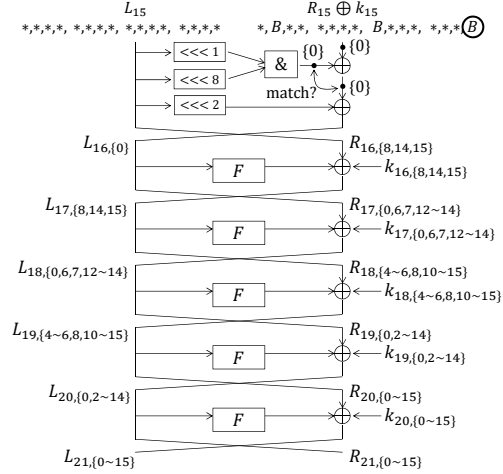 L₁₅ R₁₅ ⊕ k₁₅
*,*,*,*, *,*,*,*, *,*,*,*, *,*,*,* *,B,*,*, *,*,*,*, B,*,*,*, *,*,*,B
<<< 1 {0}
& {0}
<<< 8
match? {0}
<<< 2
L₁₆,{0} R₁₆,{8,14,15}
F k₁₆,{8,14,15}
L₁₇,{8,14,15} R₁₇,{0,6,7,12~14}
F k₁₇,{0,6,7,12~14}
L₁₈,{0,6,7,12~14} R₁₈,{4~6,8,10~15}
F k₁₈,{4~6,8,10~15}
L₁₉,{4~6,8,10~15} R₁₉,{0,2~14}
F k₁₉,{0,2~14}
L₂₀,{0,2~14} R₂₀,{0~15}
F k₂₀,{0~15}
L₂₁,{0~15} R₂₁,{0~15}